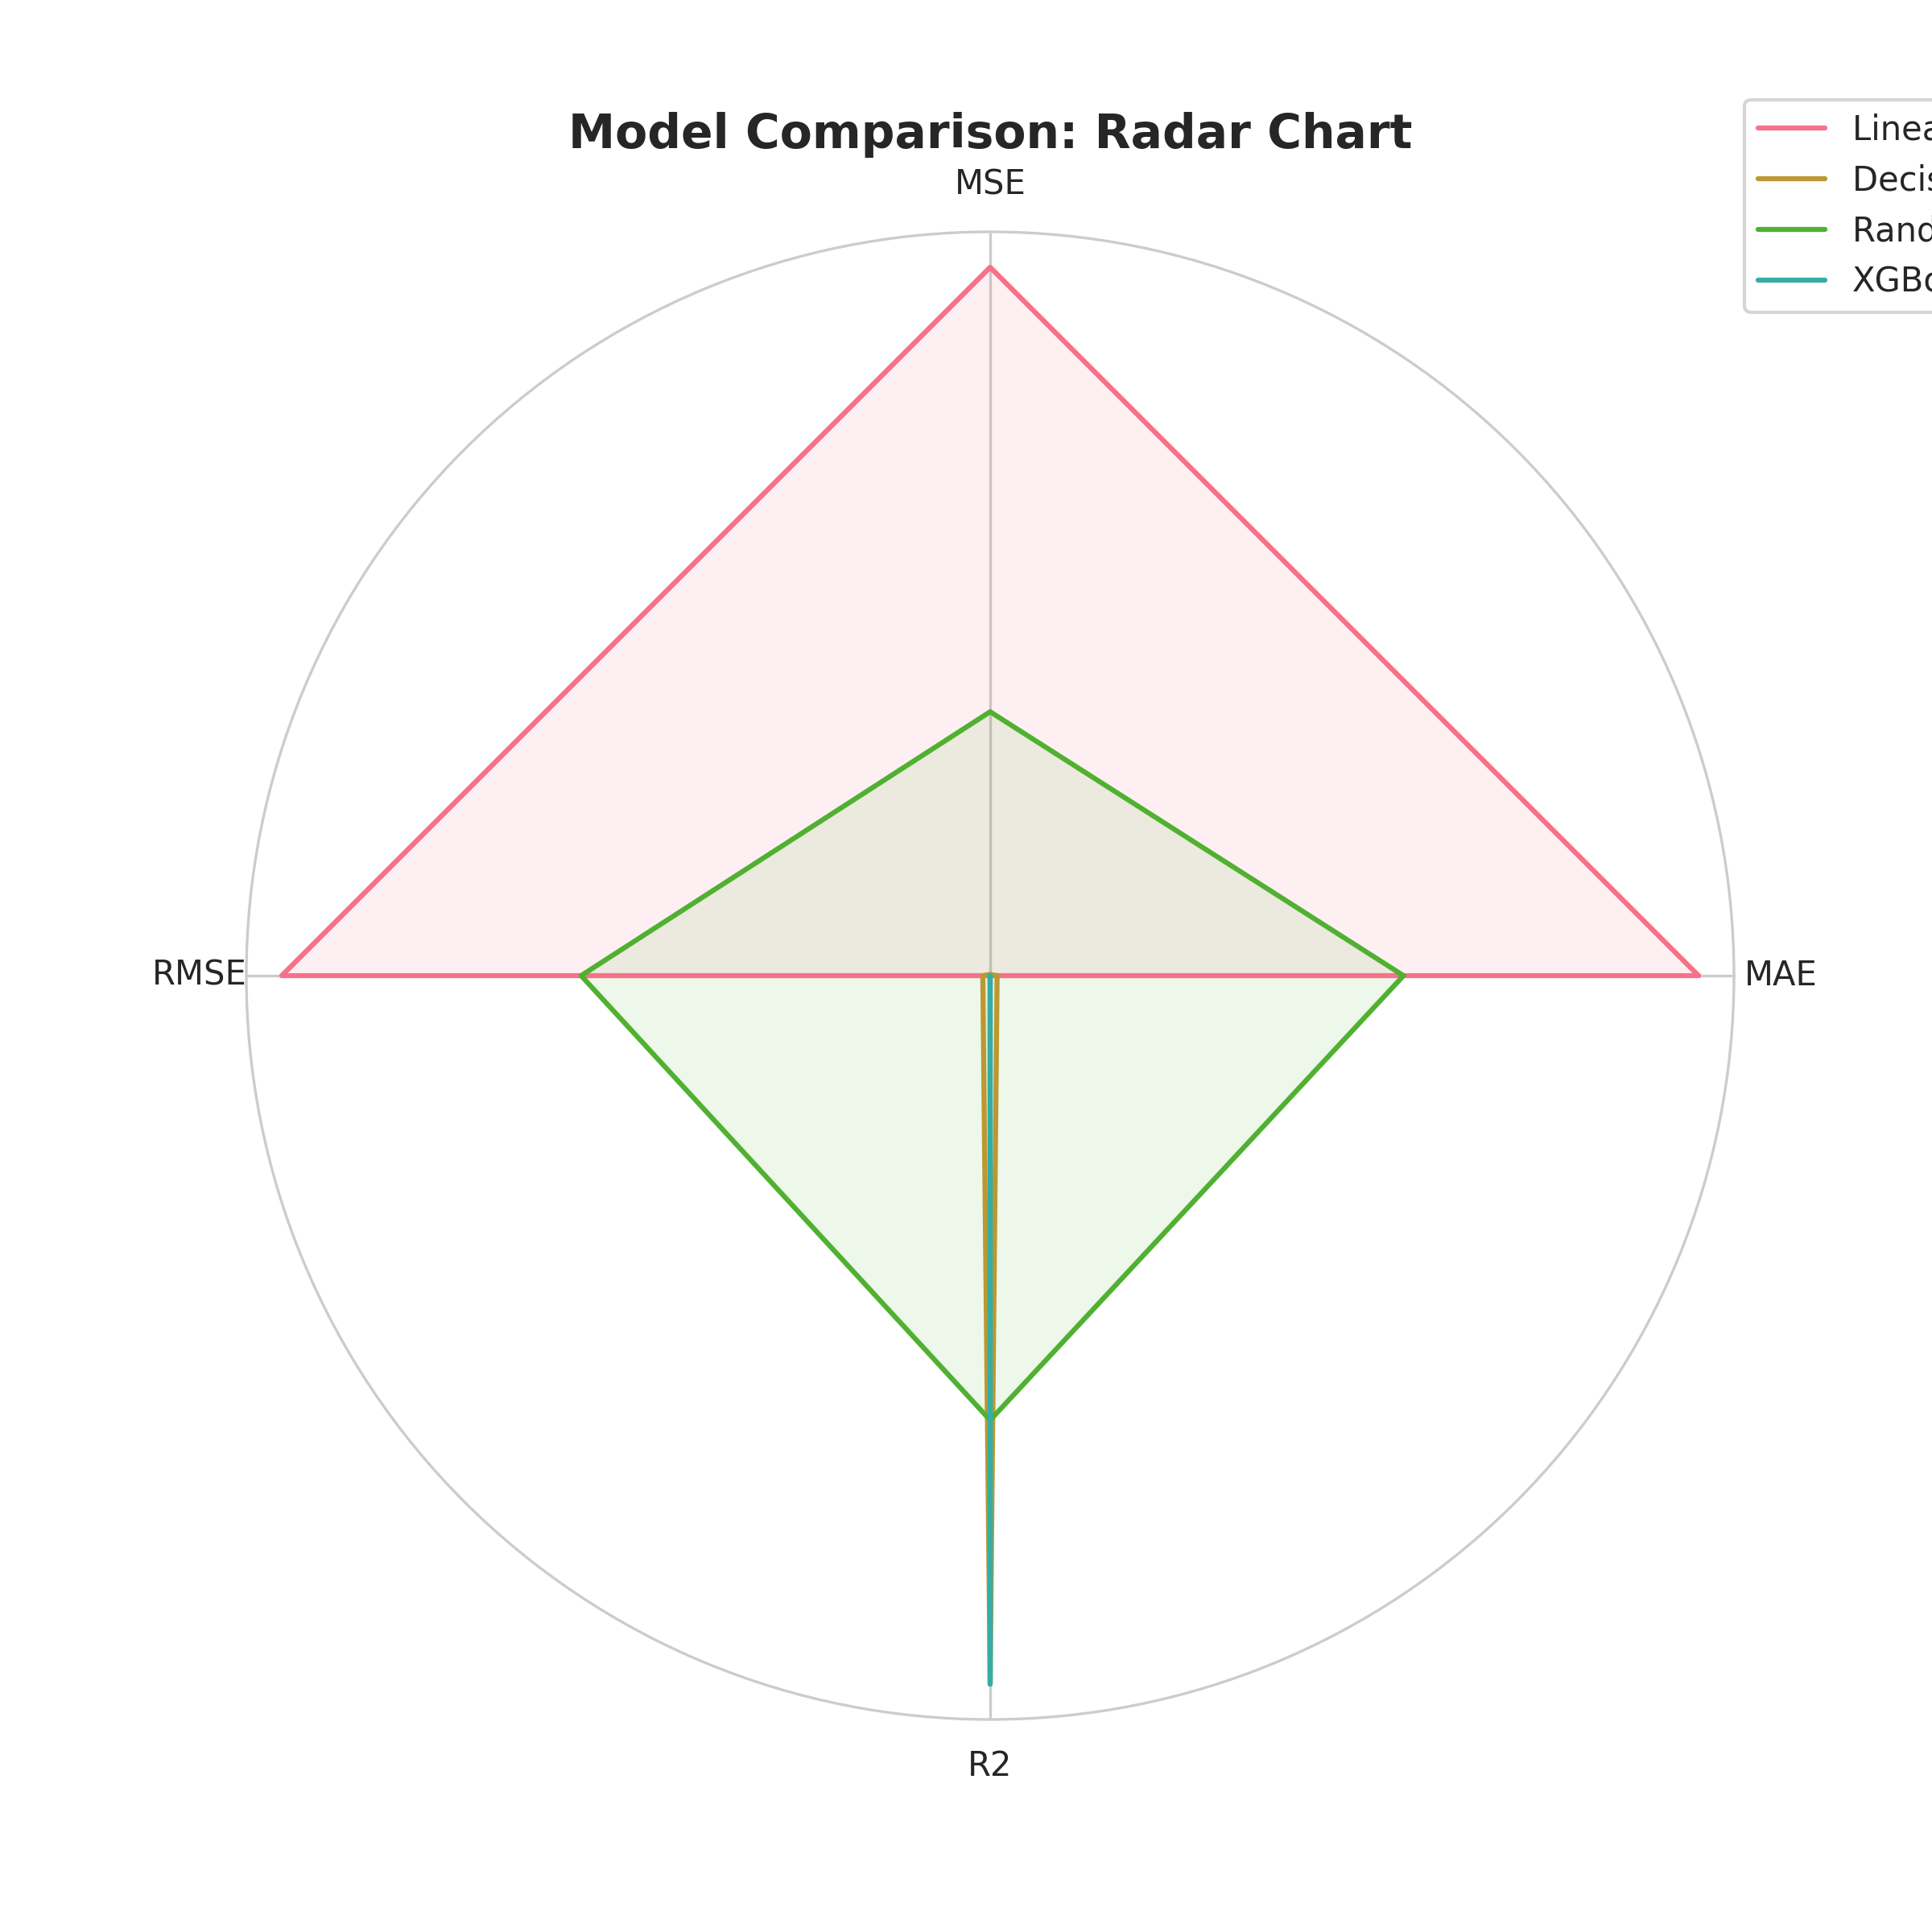 Model Comparison: Radar Chart
MSE
Linea
Decis
Rand
XGBo
RMSE
MAE
R2